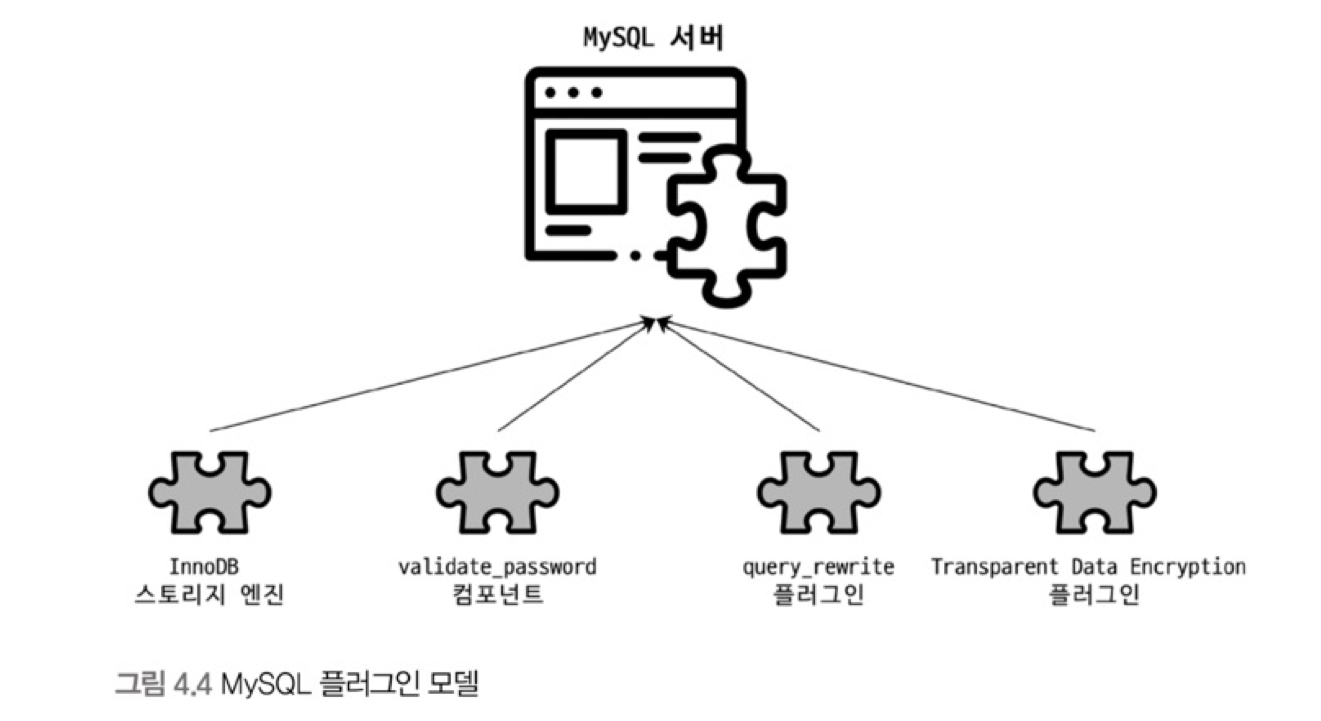 MySQL 서버
InnoDB
스토리지 엔진
validate_password
컴포넌트
query_rewrite
플러그인
Transparent Data Encryption
플러그인
그림 4.4 MySQL 플러그인 모델